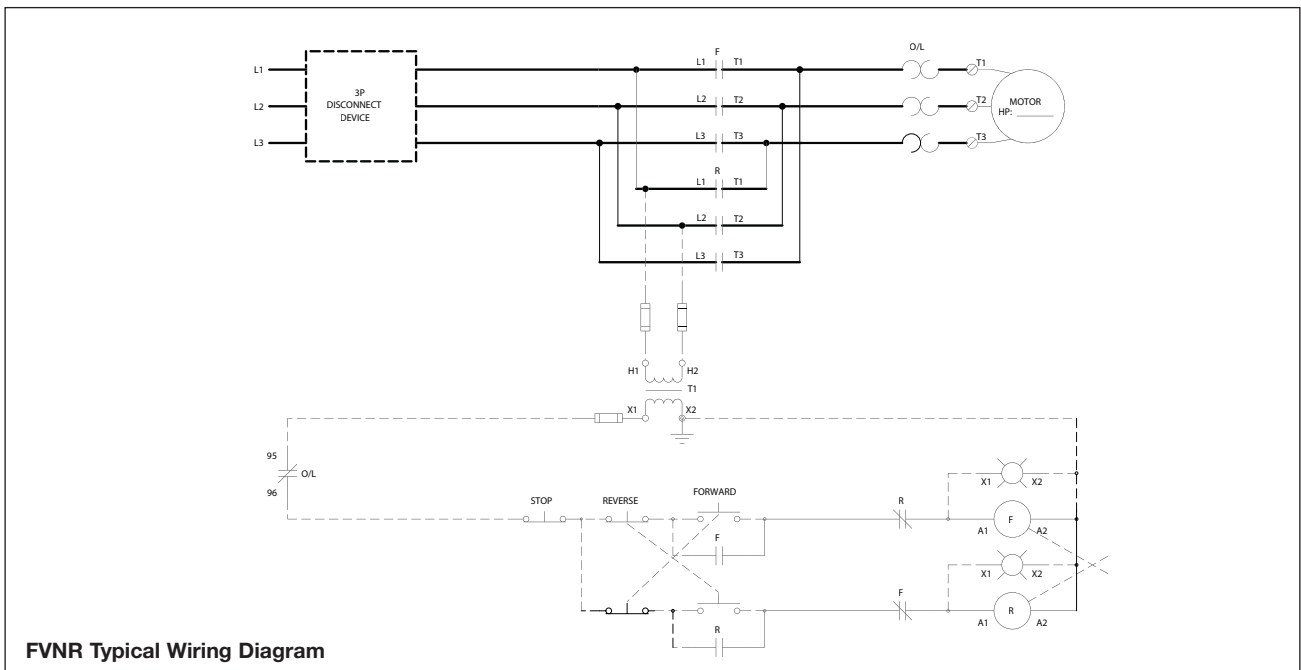 F
O/L
L1
L1
T1
T1
3P
DISCONNECT
DEVICE
L2
L2
T2
T2
MOTOR
HP:
L3
L3
T3
T3
R
L1
T1
L2
T2
L3
T3
H1
H2
T1
X1
X2
95
O/L
96
STOP
REVERSE
FORWARD
R
X1
X2
F
A1
A2
F
X1
X2
F
R
A1
A2
R
FVNR Typical Wiring Diagram